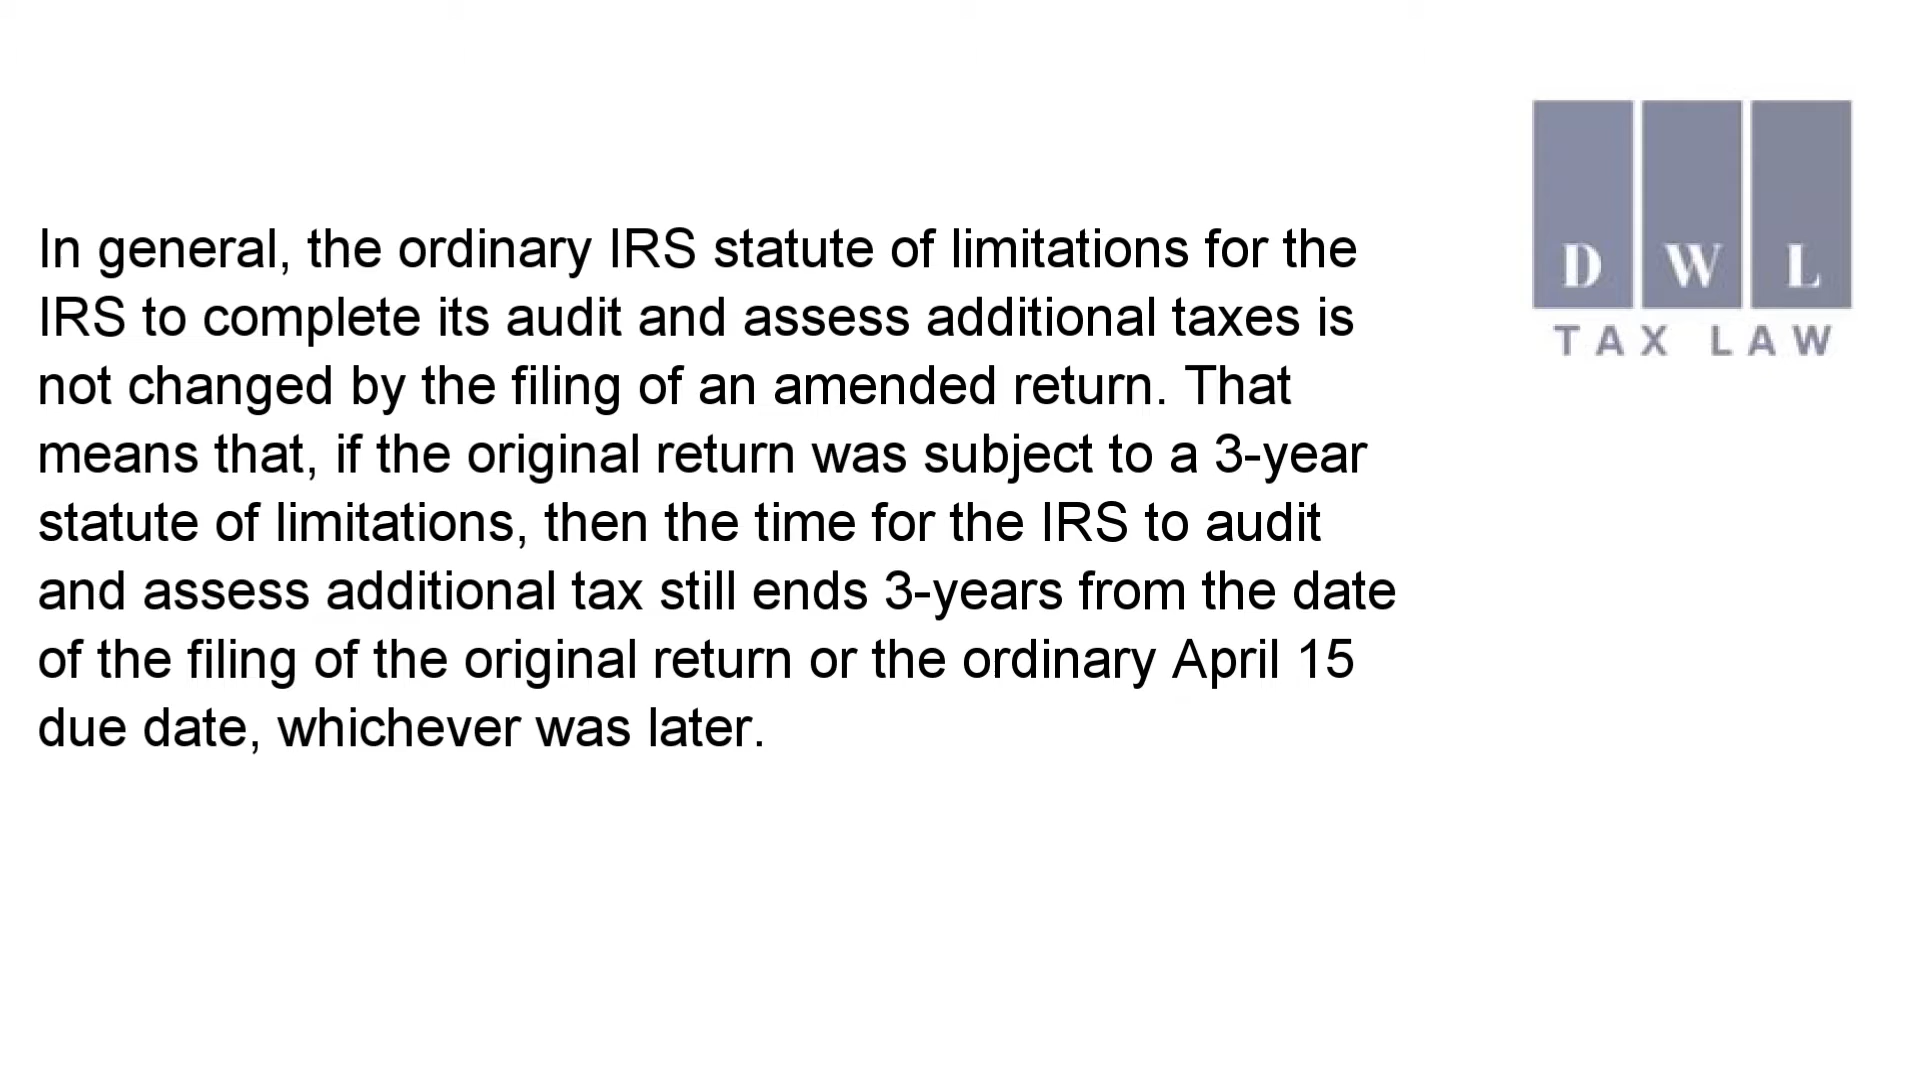 In general, the ordinary IRS statute of limitations for the
IRS to complete its audit and assess additional taxes is
not changed by the filing of an amended return. That
means that, if the original return was subject to a 3-year
statute of limitations, then the time for the IRS to audit
and assess additional tax still ends 3-years from the date
of the filing of the original return or the ordinary April 15
due date, whichever was later.
D W L
TAX LAW